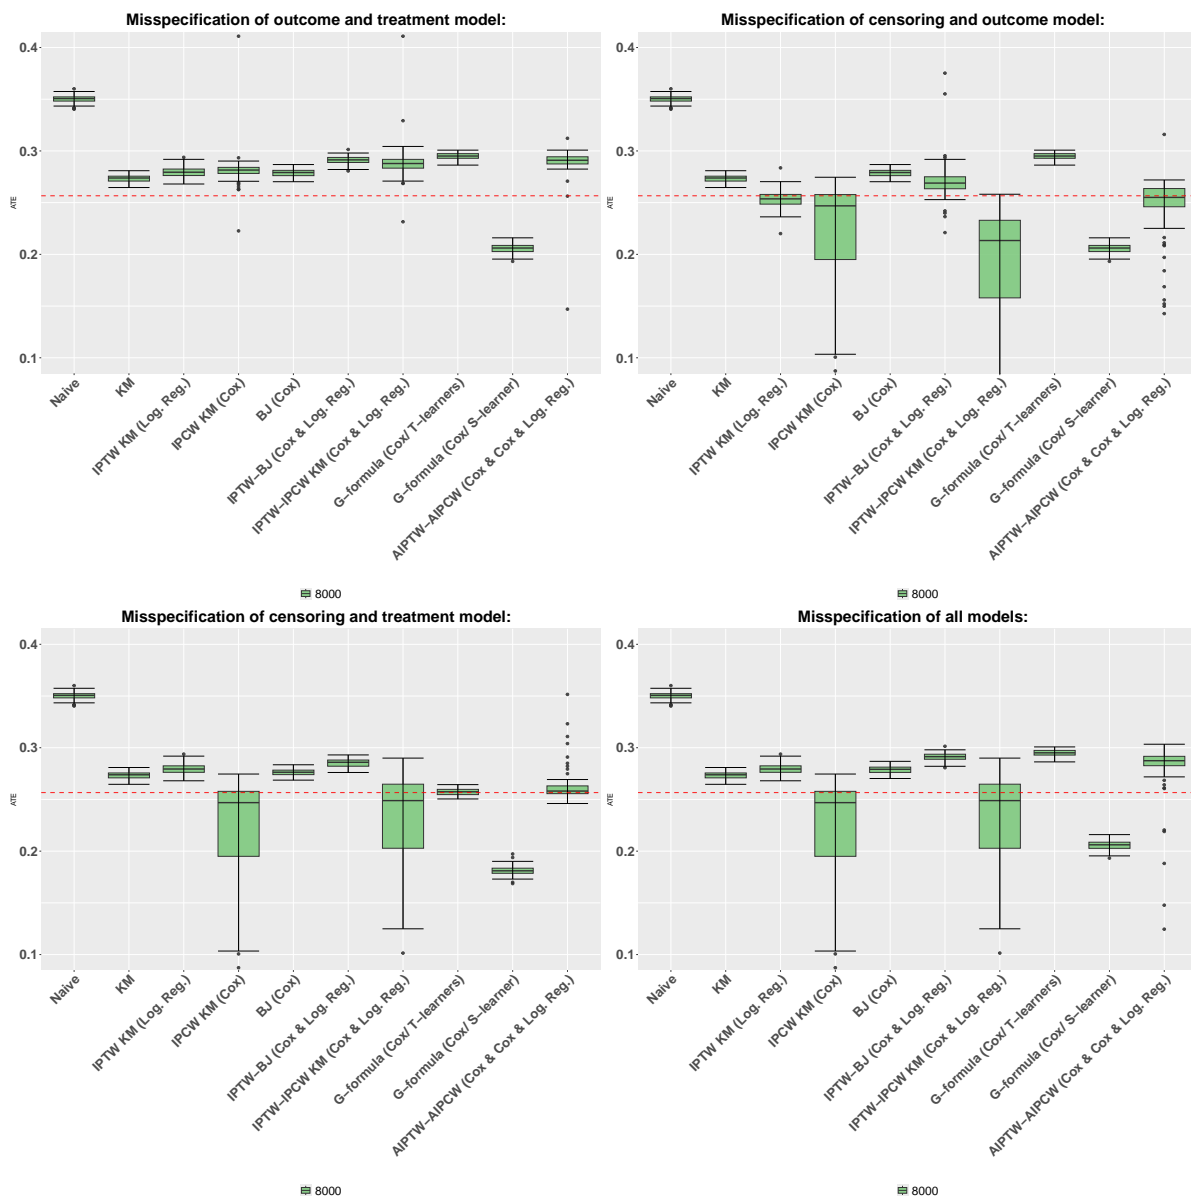 Misspecification of outcome and treatment model:
0.4
0.3
0.2
0.1
ATE
Naive
KM
IPTW KM (Log. Reg.)
IPCW KM (Cox)
BJ (Cox)
IPTW−BJ (Cox & Log. Reg.)
IPTW−IPCW KM (Cox & Log. Reg.)
G−formula (Cox/ T−learners)
G−formula (Cox/ S−learner)
AIPTW−AIPCW (Cox & Cox & Log. Reg.)
8000
Misspecification of censoring and outcome model:
0.4
0.3
0.2
0.1
ATE
Naive
KM
IPTW KM (Log. Reg.)
IPCW KM (Cox)
BJ (Cox)
IPTW−BJ (Cox & Log. Reg.)
IPTW−IPCW KM (Cox & Log. Reg.)
G−formula (Cox/ T−learners)
G−formula (Cox/ S−learner)
AIPTW−AIPCW (Cox & Cox & Log. Reg.)
8000
Misspecification of censoring and treatment model:
0.4
0.3
0.2
0.1
ATE
Naive
KM
IPTW KM (Log. Reg.)
IPCW KM (Cox)
BJ (Cox)
IPTW−BJ (Cox & Log. Reg.)
IPTW−IPCW KM (Cox & Log. Reg.)
G−formula (Cox/ T−learners)
G−formula (Cox/ S−learner)
AIPTW−AIPCW (Cox & Cox & Log. Reg.)
8000
Misspecification of all models:
0.4
0.3
0.2
0.1
ATE
Naive
KM
IPTW KM (Log. Reg.)
IPCW KM (Cox)
BJ (Cox)
IPTW−BJ (Cox & Log. Reg.)
IPTW−IPCW KM (Cox & Log. Reg.)
G−formula (Cox/ T−learners)
G−formula (Cox/ S−learner)
AIPTW−AIPCW (Cox & Cox & Log. Reg.)
8000